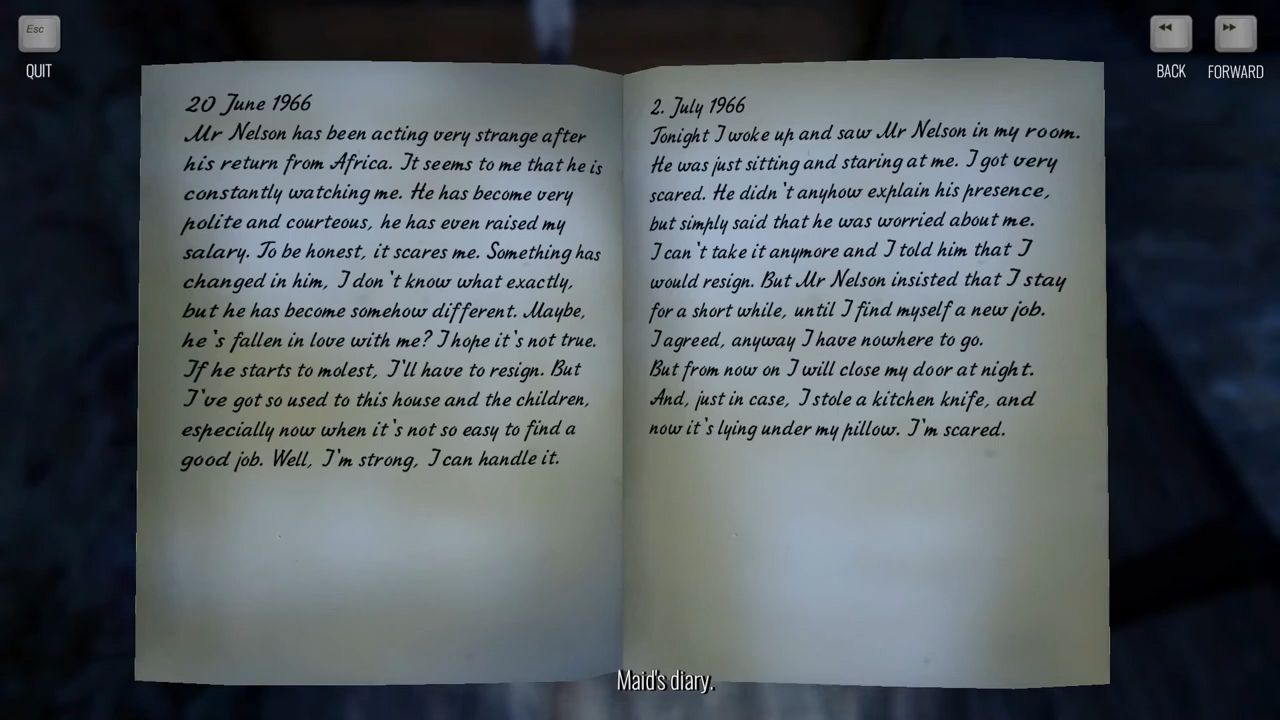 Esc
QUIT
BACK
FORWARD
20 June 1966
Mr Nelson has been acting very strange after
his return from Africa. It seems to me that he is
constantly watching me. He has become very
polite and courteous, he has even raised my
salary. To be honest, it scares me. Something has
changed in him, I don't know what exactly,
but he has become somehow different. Maybe,
he's fallen in love with me? I hope it's not true.
If he starts to molest, I'll have to resign. But
I've got so used to this house and the children,
especially now when it's not so easy to find a
good job. Well, I'm strong, I can handle it.
2. July 1966
Tonight I woke up and saw Mr Nelson in my room.
He was just sitting and staring at me. I got very
scared. He didn't anyhow explain his presence,
but simply said that he was worried about me.
I can't take it anymore and I told him that I
would resign. But Mr Nelson insisted that I stay
for a short while, until I find myself a new job.
I agreed, anyway I have nowhere to go.
But from now on I will close my door at night.
And, just in case, I stole a kitchen knife, and
now it's lying under my pillow. I'm scared.
Maid's diary.